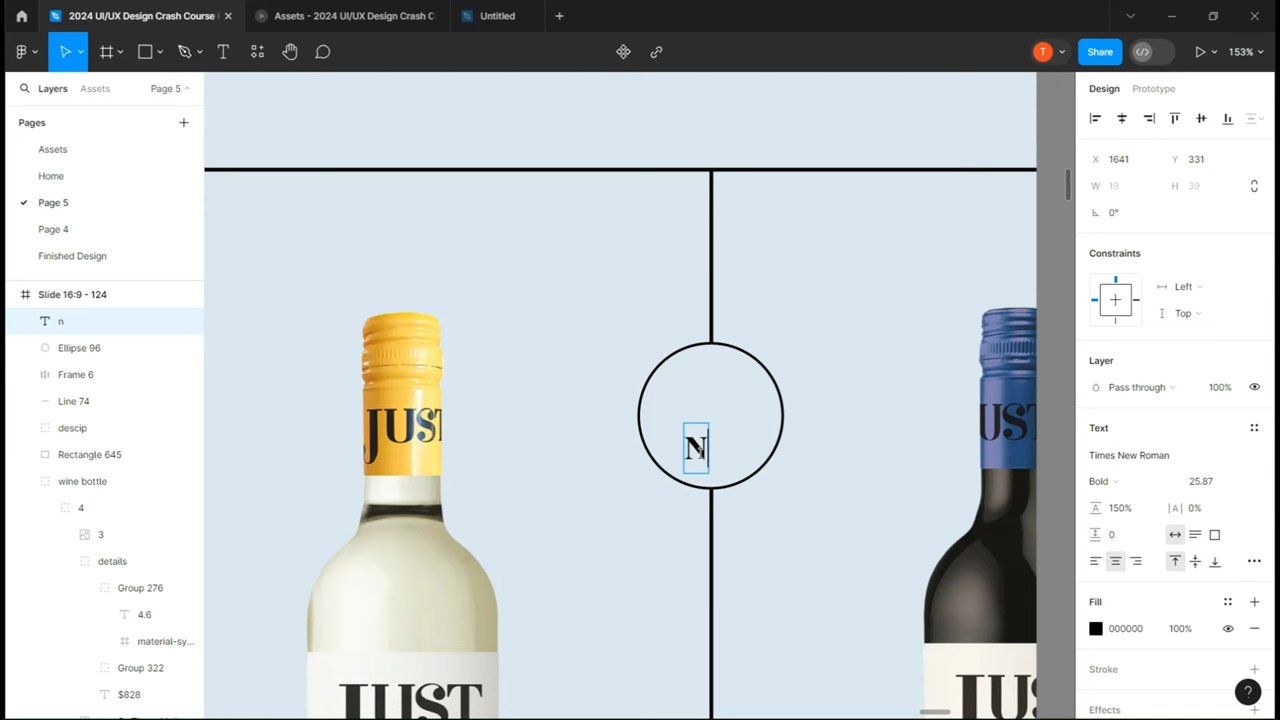 2024 UI/UX Design Crash Course
Assets - 2024 UI/UX Design Crash C
Untitled
Share
153%
Layers
Assets
Page 5
Pages
Assets
Home
Page 5
Page 4
Finished Design
Slide 16:9 - 124
n
Ellipse 96
Frame 6
Line 74
descip
Rectangle 645
wine bottle
4
3
details
Group 276
4.6
material-sy...
Group 322
$828
JUST
JUST
N
UST
JUS
Design
Prototype
X 1641
Y 331
W 19
H 39
0°
Constraints
Left
Top
Layer
Pass through
100%
Text
Times New Roman
Bold
25.87
150%
0%
0
Fill
000000
100%
Stroke
Effects